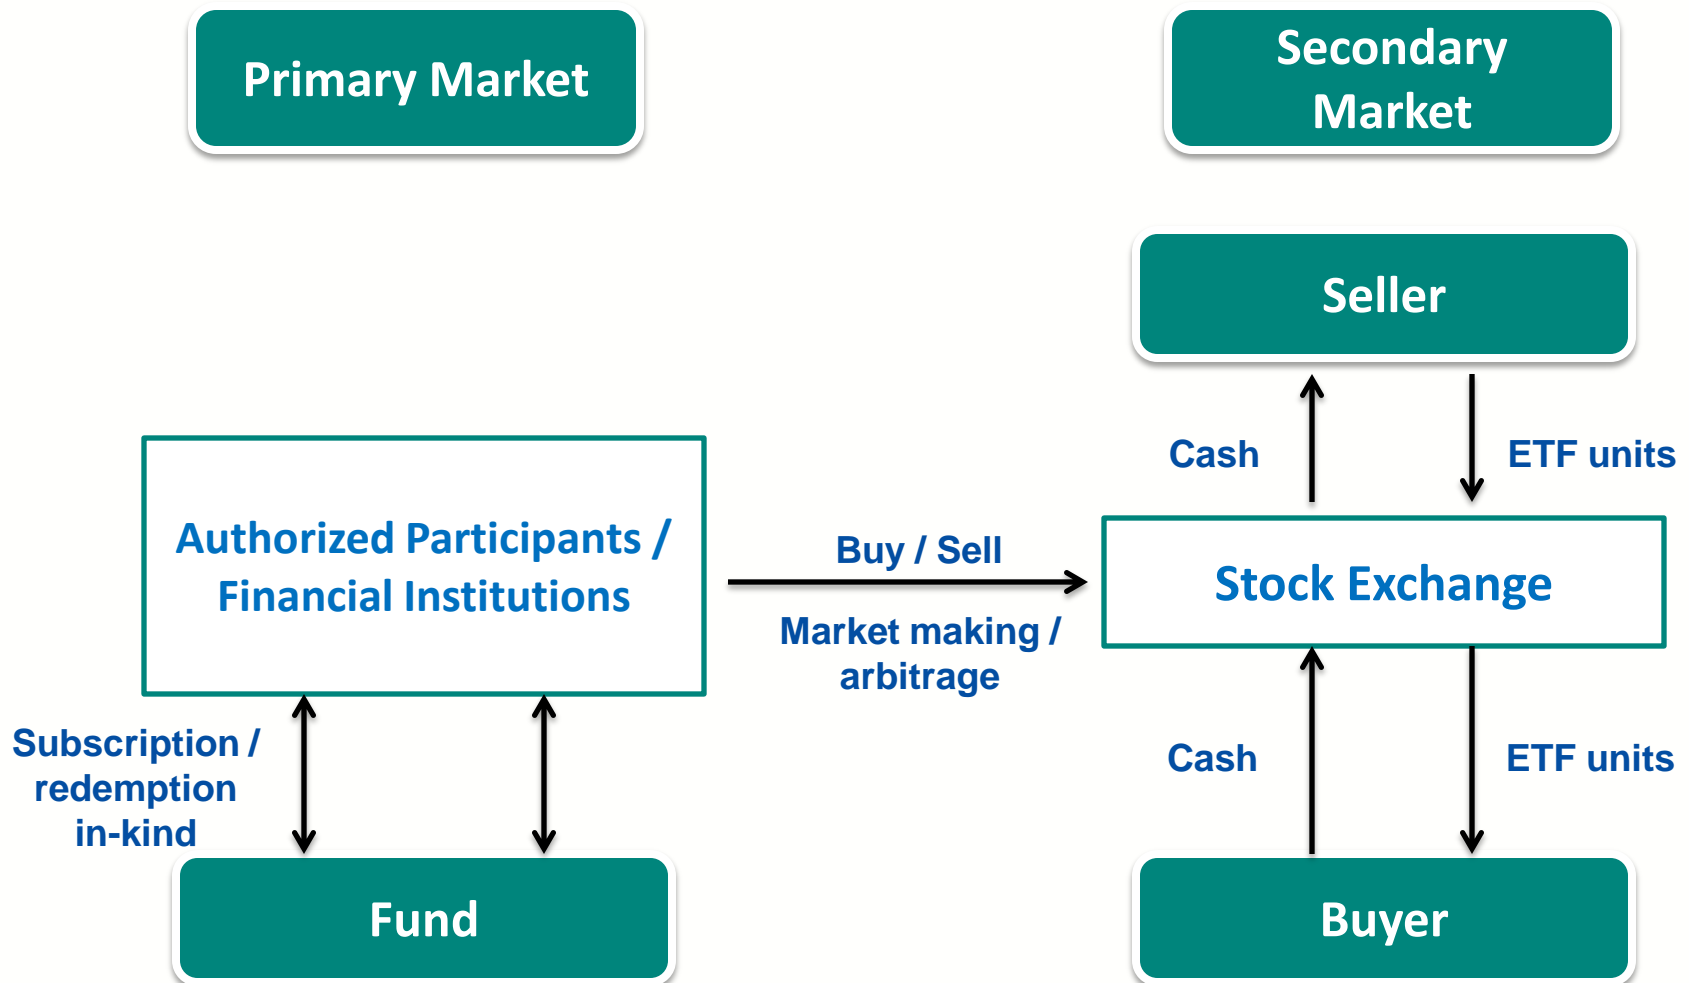 Primary Market
Secondary
Market
Seller
Cash
ETF units
Authorized Participants /
Financial Institutions
Buy / Sell
Market making /
arbitrage
Stock Exchange
Subscription /
redemption
in-kind
Cash
ETF units
Fund
Buyer